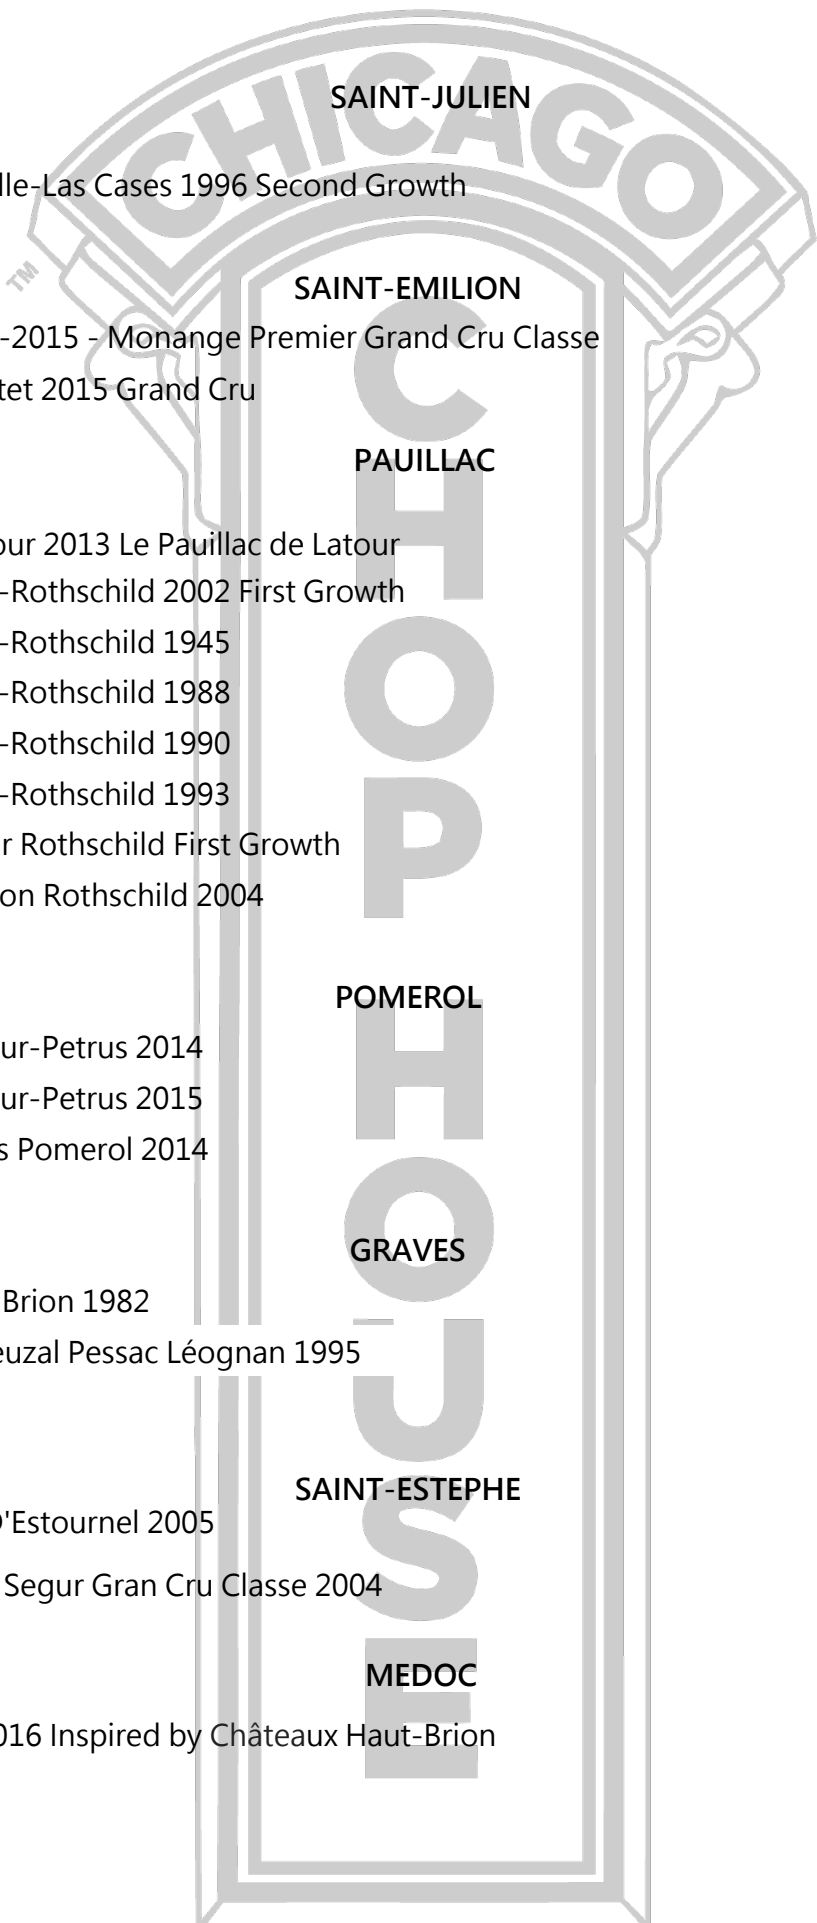 CHICAGO
CHOP HOUSE
™
SAINT-JULIEN
lle-Las Cases 1996 Second Growth
SAINT-EMILION
-2015 - Monange Premier Grand Cru Classe
tet 2015 Grand Cru
PAUILLAC
our 2013 Le Pauillac de Latour
-Rothschild 2002 First Growth
-Rothschild 1945
-Rothschild 1988
-Rothschild 1990
-Rothschild 1993
r Rothschild First Growth
on Rothschild 2004
POMEROL
ur-Petrus 2014
ur-Petrus 2015
s Pomerol 2014
GRAVES
Brion 1982
euzal Pessac Léognan 1995
SAINT-ESTEPHE
D'Estournel 2005
Segur Gran Cru Classe 2004
MEDOC
016 Inspired by Châteaux Haut-Brion